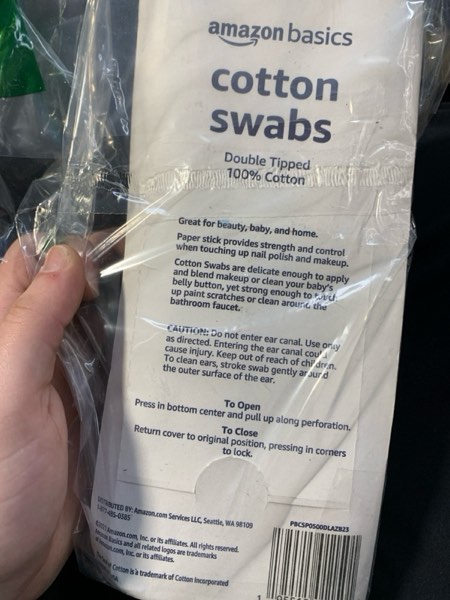 amazon basics
cotton
swabs
Double Tipped
100% Cotton
Great for beauty, baby, and home.
Paper stick provides strength and control
when touching up nail polish and makeup.
Cotton Swabs are delicate enough to apply
and blend makeup or clean your baby's
belly button, yet strong enough to
up paint scratches or clean around the
bathroom faucet.
CAUTION: Do not enter ear canal. Use only
as directed. Entering the ear canal could
cause injury. Keep out of reach of children.
To clean ears, stroke swab gently around
the outer surface of the ear.
To Open
Press in bottom center and pull up along perforation.
To Close
Return cover to original position, pressing in corners
to lock.
BY: Amazon.com Services LLC, Seattle, WA 98109
PBCSP0500DLAZB23
Amazon.com, Inc. or its affiliates. All rights reserved.
basics and all related logos are trademarks
Inc. or its affiliates.
Cotton is a trademark of Cotton Incorporated